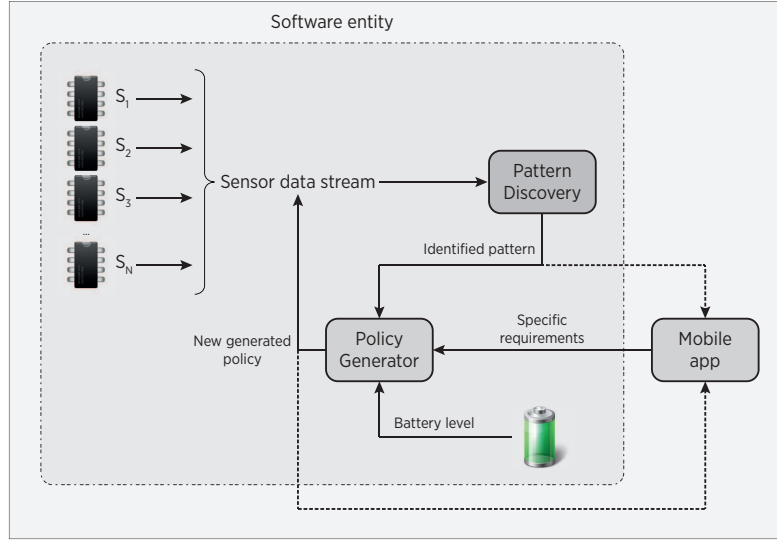 Software entity
S1
S2
S3
...
SN
Sensor data stream
Pattern
Discovery
Identified pattern
New generated
policy
Policy
Generator
Specific
requirements
Mobile
app
Battery level